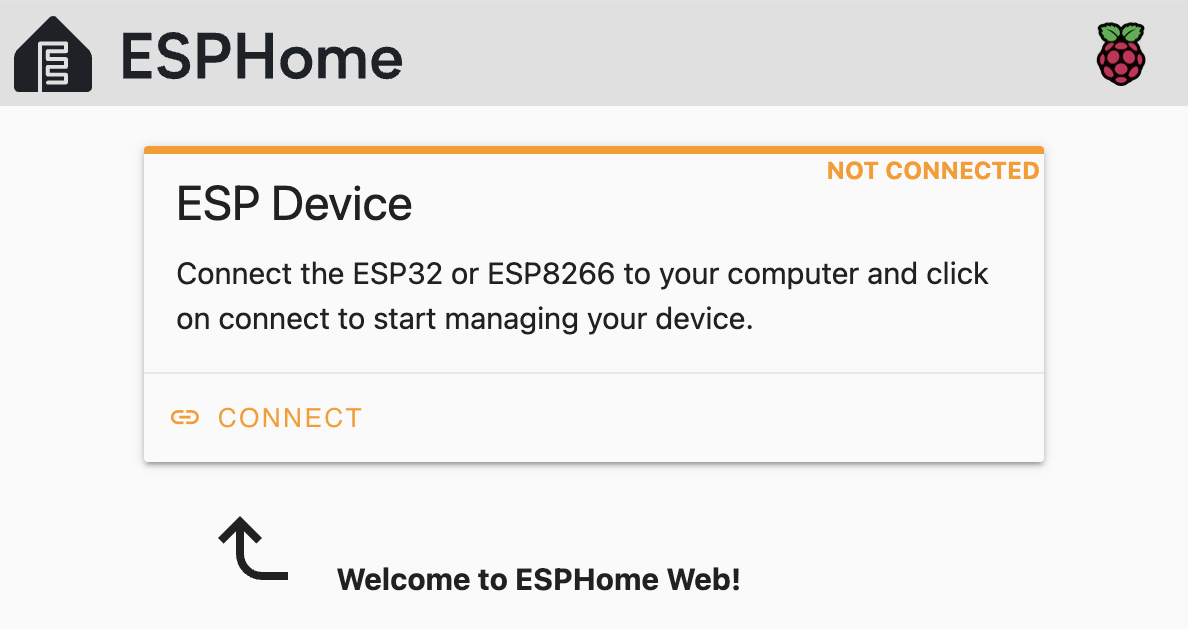 ESPHome
NOT CONNECTED
ESP Device
Connect the ESP32 or ESP8266 to your computer and click
on connect to start managing your device.
CONNECT
Welcome to ESPHome Web!